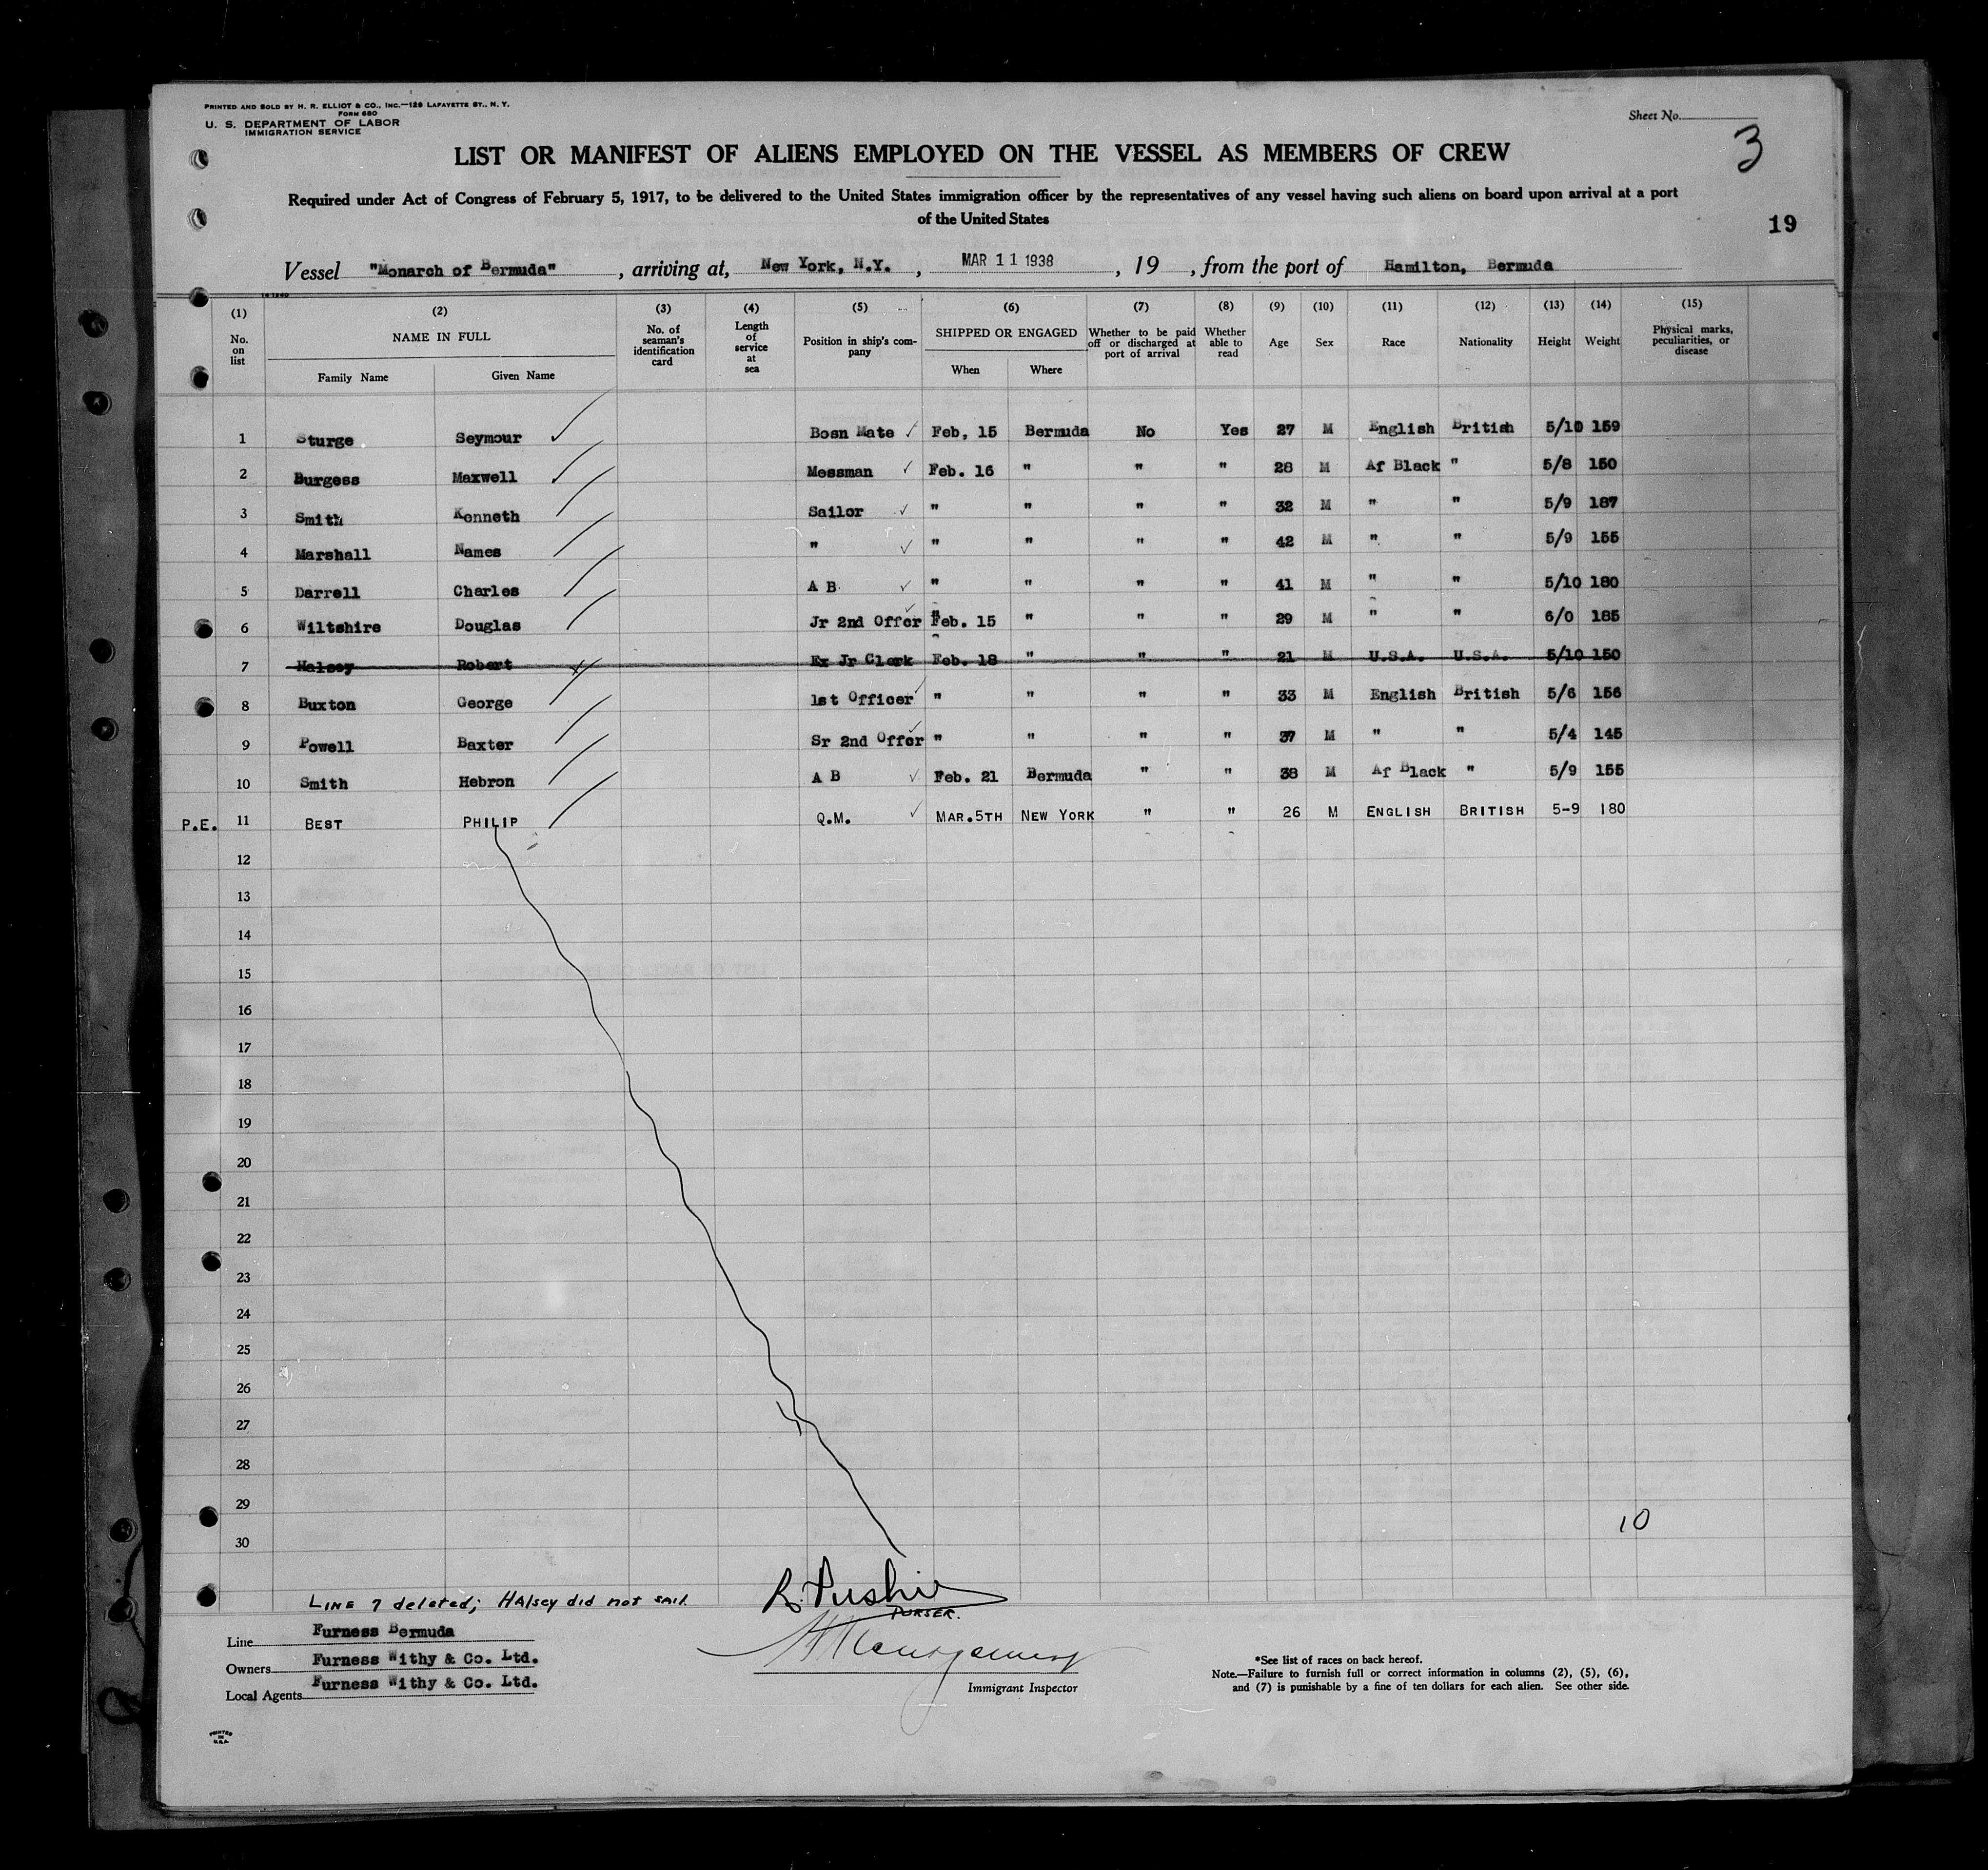 PRINTED AND SOLD BY H. R. ELLIOT & CO., INC.—129 LAFAYETTE ST., N. Y.
FORM 680
U. S. DEPARTMENT OF LABOR
IMMIGRATION SERVICE
Sheet No.
3
LIST OR MANIFEST OF ALIENS EMPLOYED ON THE VESSEL AS MEMBERS OF CREW
Required under Act of Congress of February 5, 1917, to be delivered to the United States immigration officer by the representatives of any vessel having such aliens on board upon arrival at a port
of the United States
19
Vessel "Monarch of Bermuda", arriving at, New York, N.Y., MAR 11 1938, 19 , from the port of Hamilton, Bermuda
(1) (2) (3) (4) (5) (6) (7) (8) (9) (10) (11) (12) (13) (14) (15)
No. on list NAME IN FULL Family Name Given Name No. of seaman's identification card Length of service at sea Position in ship's company SHIPPED OR ENGAGED When Where Whether to be paid off or discharged at port of arrival Whether able to read Age Sex Race Nationality Height Weight Physical marks, peculiarities, or disease
1 Sturge Seymour Bosn Mate Feb, 15 Bermuda No Yes 27 M English British 5/10 159
2 Burgess Maxwell Messman Feb. 16 " " " 28 M Af Black " 5/8 150
3 Smith Kenneth Sailor " " " " 32 M " " 5/9 187
4 Marshall Names " " " " " 42 M " " 5/9 155
5 Darrell Charles A B " " " " 41 M " " 5/10 180
6 Wiltshire Douglas Jr 2nd Offcr Feb. 15 " " " 29 M " " 6/0 185
7 Halsey Robert Ex Jr Clerk Feb. 18 " " " 21 M U.S.A. U.S.A. 5/10 150
8 Buxton George 1st Officer " " " " 33 M English British 5/6 156
9 Powell Baxter Sr 2nd Offcr " " " " 37 M " " 5/4 145
10 Smith Hebron A B Feb. 21 Bermuda " " 38 M Af Black " 5/9 155
P.E. 11 BEST PHILIP Q.M. MAR.5TH NEW YORK " " 26 M ENGLISH BRITISH 5-9 180
12
13
14
15
16
17
18
19
20
21
22
23
24
25
26
27
28
29
30
10
LINE 7 deleted; Halsey did not sail.
PURSER.
Line Furness Bermuda
Owners Furness Withy & Co. Ltd.
Local Agents Furness Withy & Co. Ltd.
Immigrant Inspector
*See list of races on back hereof.
Note.—Failure to furnish full or correct information in columns (2), (5), (6),
and (7) is punishable by a fine of ten dollars for each alien. See other side.
PRINTED
IN
U.S.A.